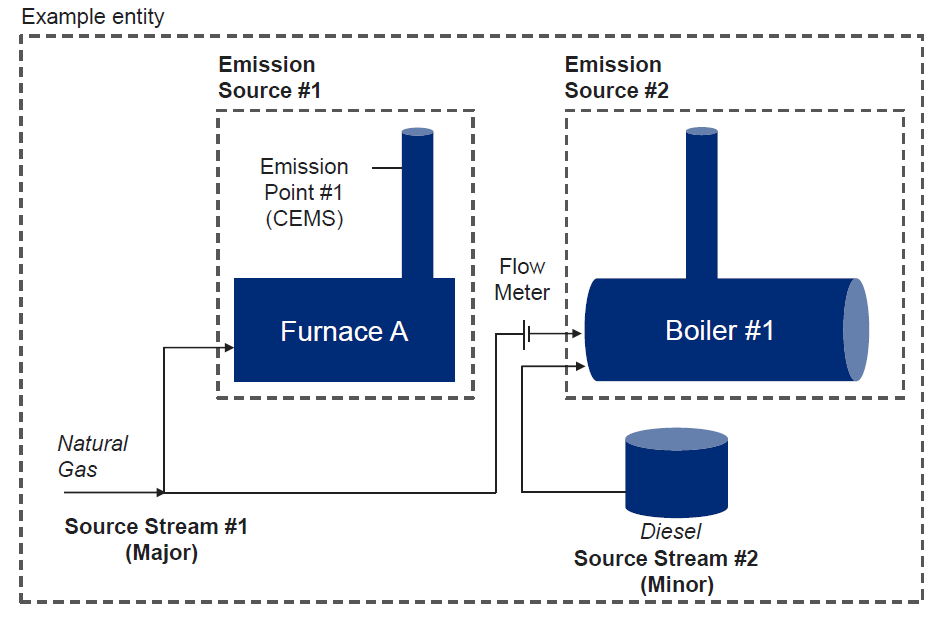 Example entity
Emission
Source #1
Emission
Source #2
Emission
Point #1
(CEMS)
Flow
Meter
Furnace A
Boiler #1
Natural
Gas
Source Stream #1
(Major)
Diesel
Source Stream #2
(Minor)